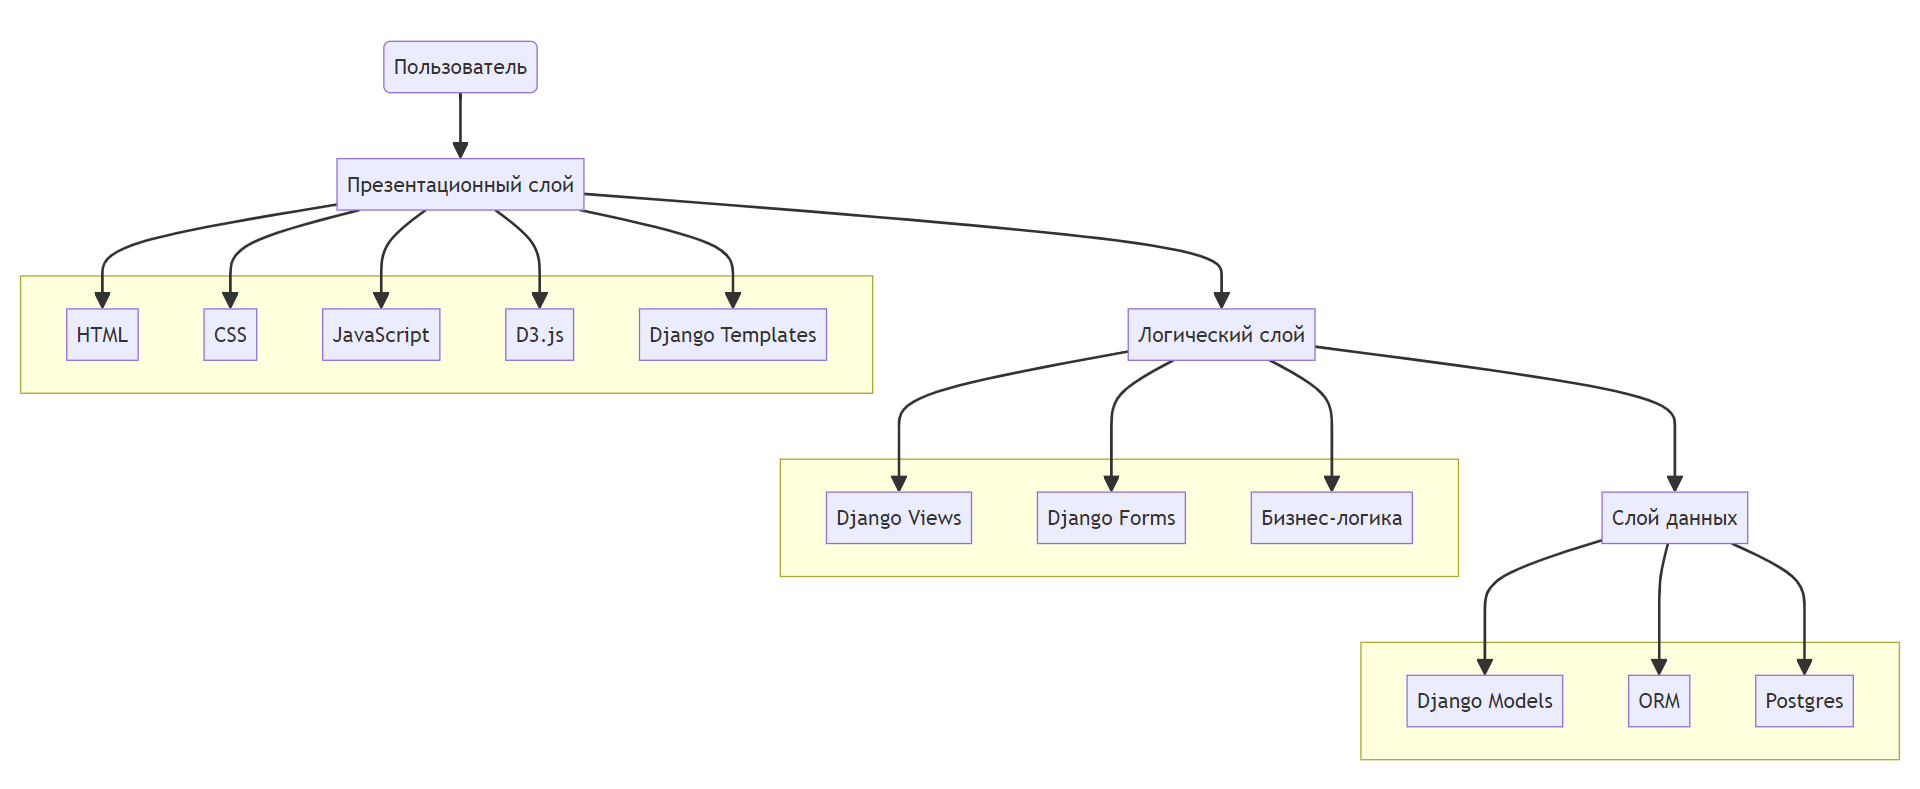 Пользователь
Презентационный слой
HTML
CSS
JavaScript
D3.js
Django Templates
Логический слой
Django Views
Django Forms
Бизнес-логика
Слой данных
Django Models
ORM
Postgres